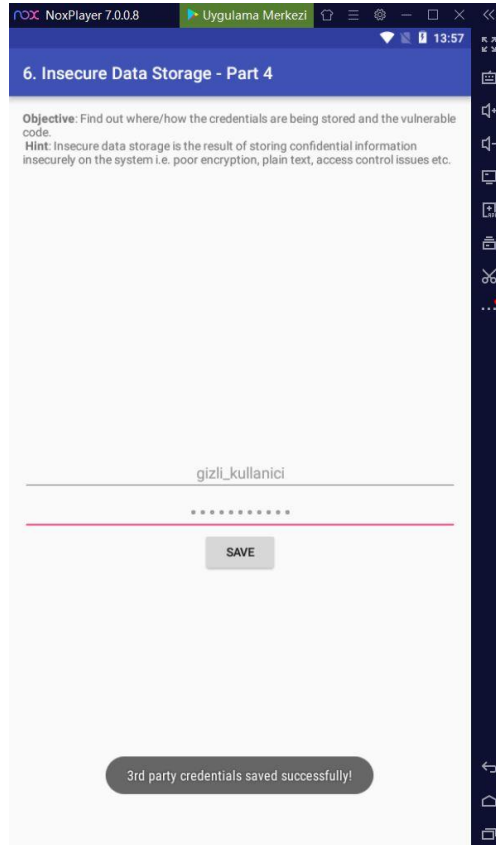 NoxPlayer 7.0.0.8 Uygulama Merkezi
13:57
6. Insecure Data Storage - Part 4
Objective: Find out where/how the credentials are being stored and the vulnerable
code.
Hint: Insecure data storage is the result of storing confidential information
insecurely on the system i.e. poor encryption, plain text, access control issues etc.
gizli_kullanici
SAVE
3rd party credentials saved successfully!